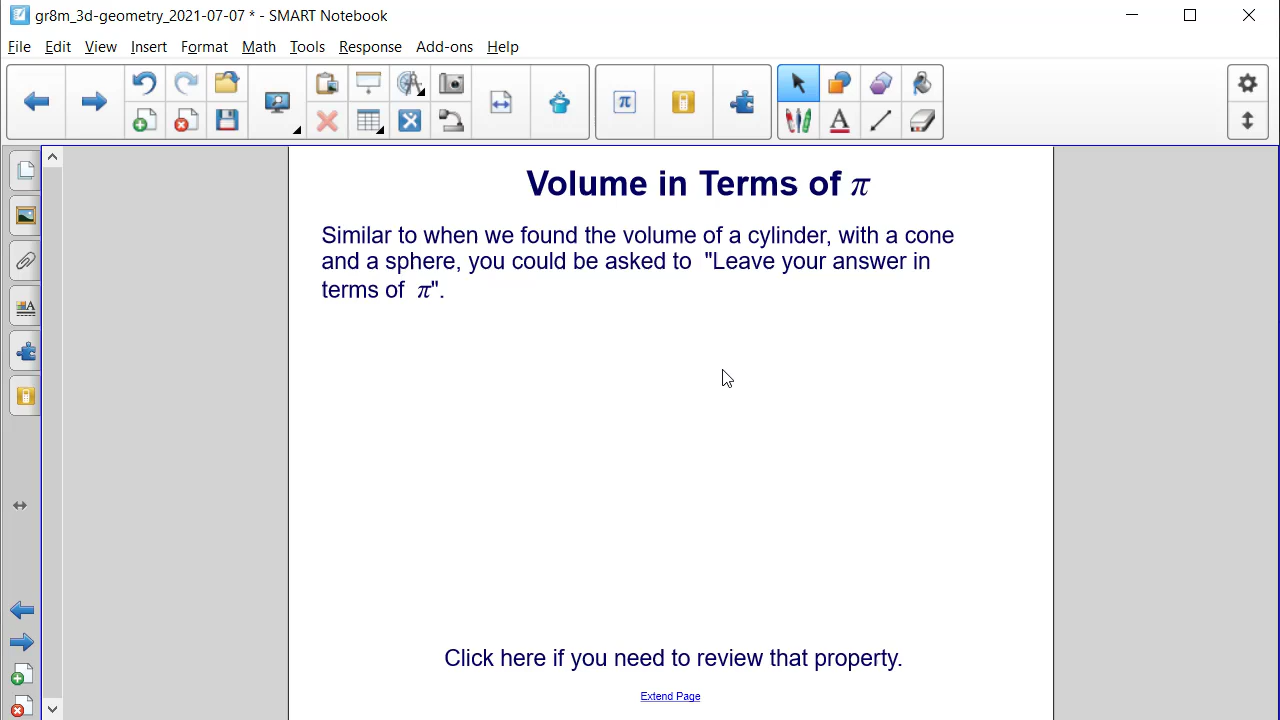 gr8m_3d-geometry_2021-07-07 * - SMART Notebook
File Edit View Insert Format Math Tools Response Add-ons Help
Volume in Terms of π
Similar to when we found the volume of a cylinder, with a cone
and a sphere, you could be asked to "Leave your answer in
terms of π".
Click here if you need to review that property.
Extend Page